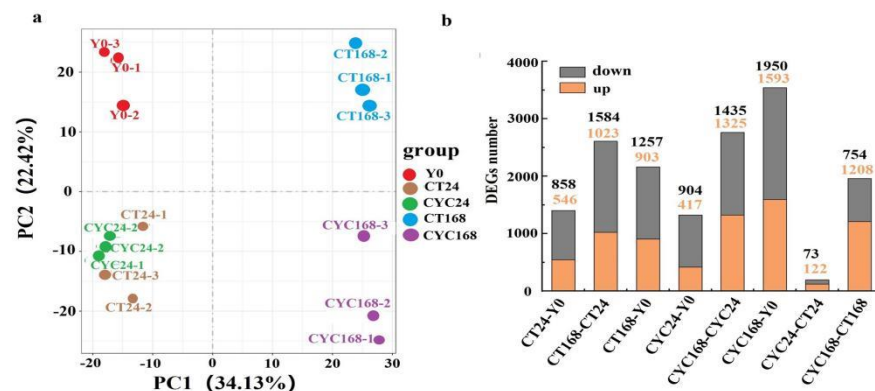 a
Y0-3
Y0-1
Y0-2
CT168-2
CT168-1
CT168-3
CT24-1
CYC24-2
CYC24-2
CYC24-1
CT24-3
CT24-2
CYC168-3
CYC168-2
CYC168-1
20
10
0
-10
-20
PC2 (22.42%)
-20
-10
0
10
20
30
PC1 (34.13%)
group
Y0
CT24
CYC24
CT168
CYC168
b
down
up
4000
3000
2000
1000
0
DEGs number
858
546
1584
1023
1257
903
904
417
1435
1325
1950
1593
73
122
754
1208
CT24-Y0
CT168-CT24
CT168-Y0
CYC24-Y0
CYC168-CYC24
CYC168-Y0
CYC24-CT24
CYC168-CT168